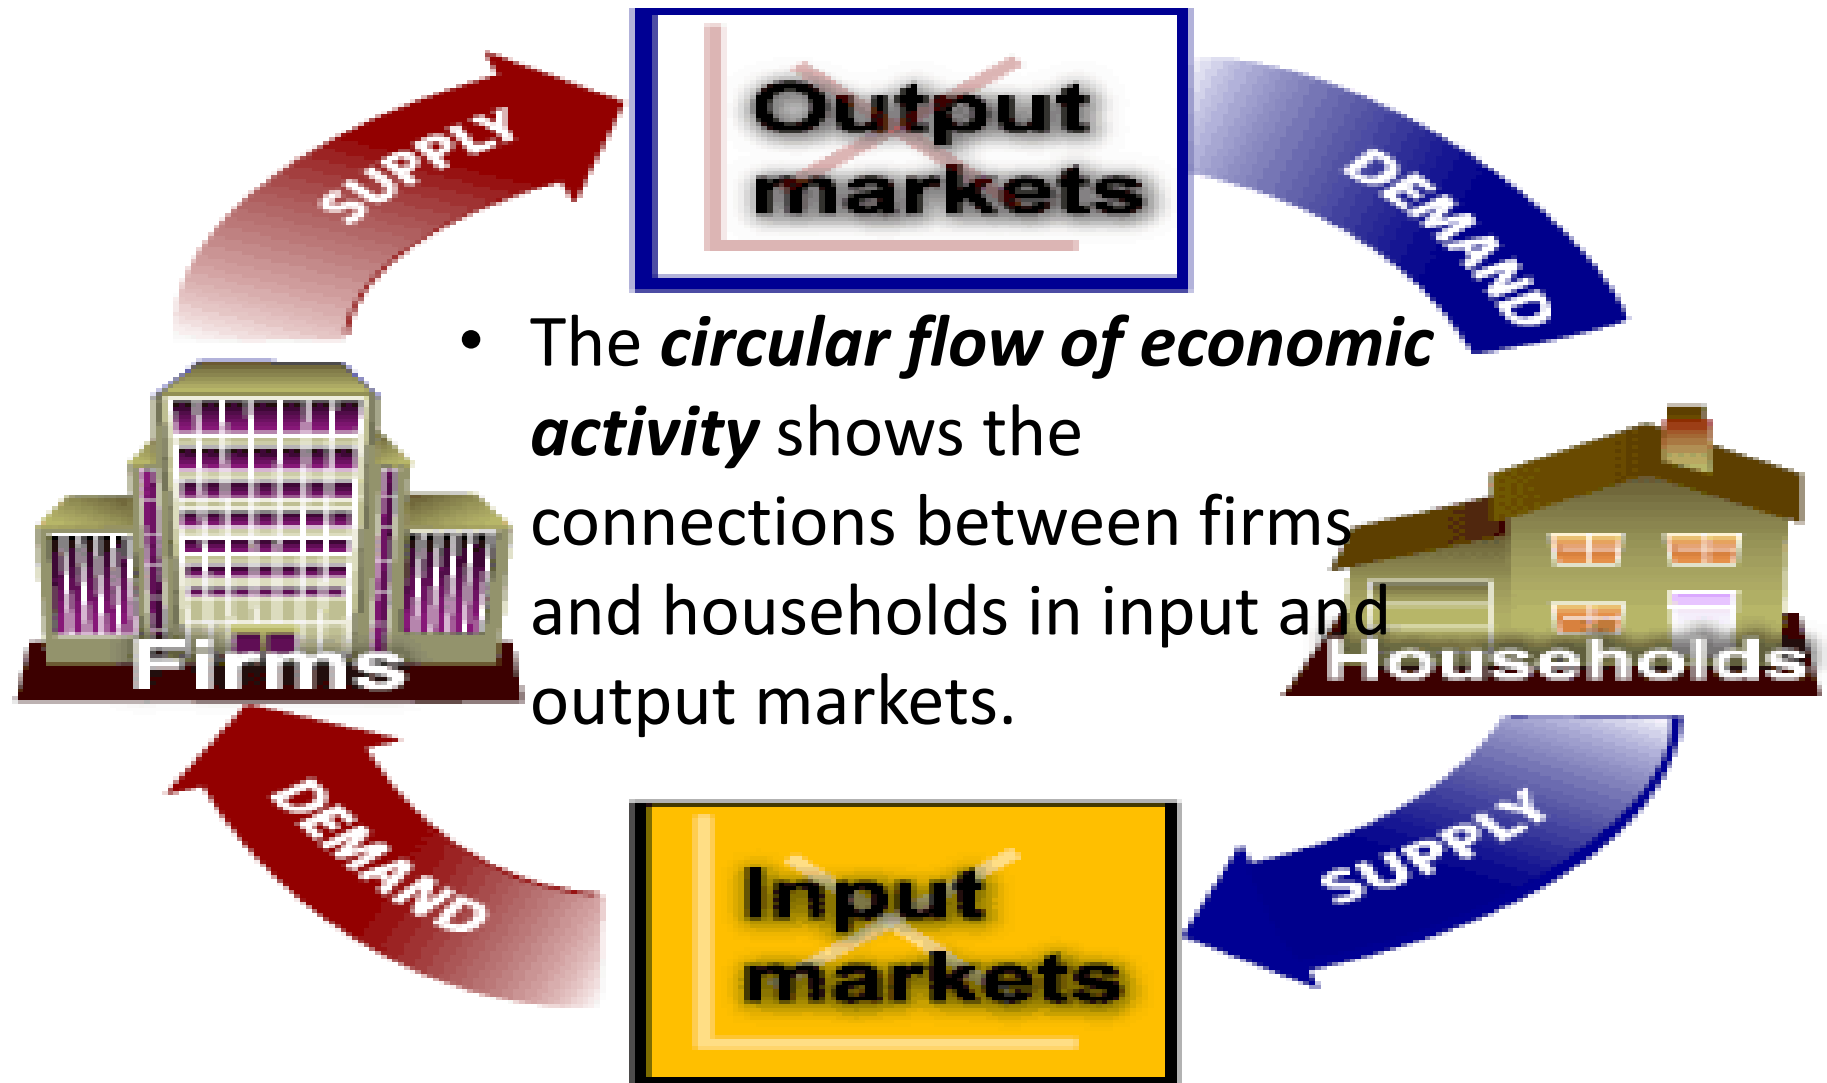 Output
markets
SUPPLY
DEMAND
• The circular flow of economic
activity shows the
connections between firms
and households in input and
output markets.
Firms
Households
DEMAND
SUPPLY
Input
markets